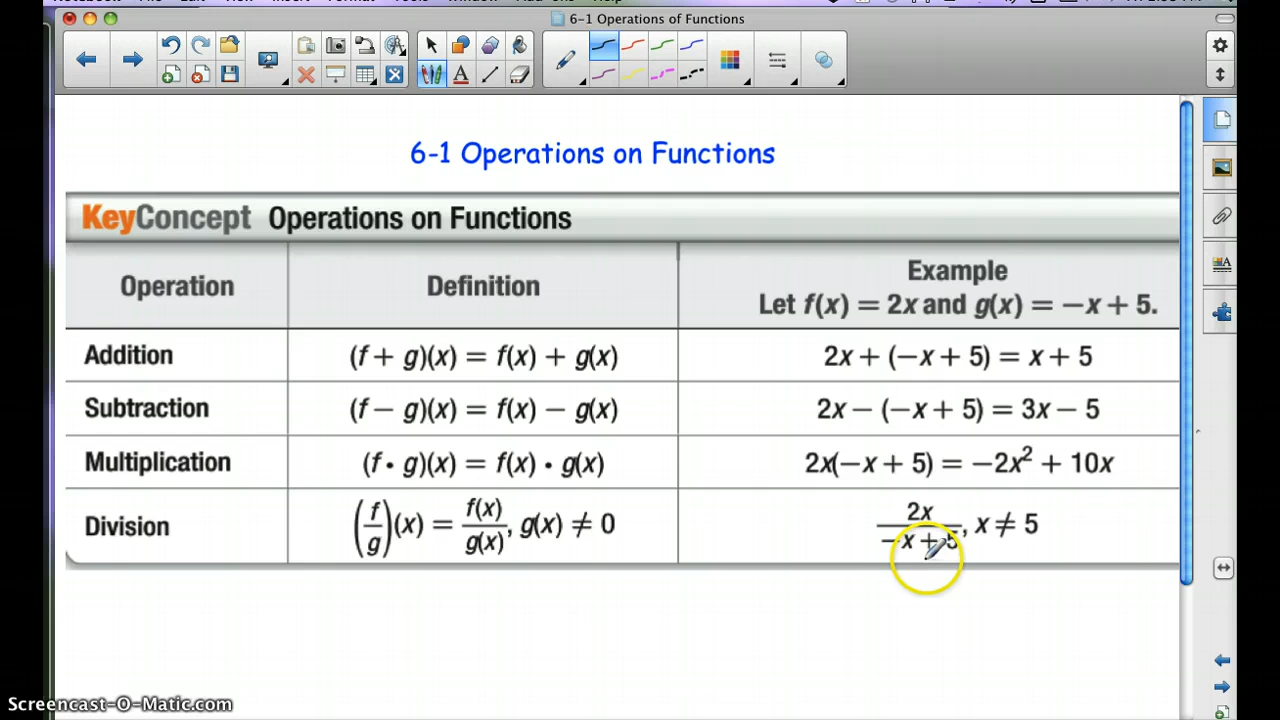 6-1 Operations of Functions
6-1 Operations on Functions
KeyConcept Operations on Functions
Operation Definition Example
Let f(x) = 2x and g(x) = −x + 5.
Addition (f + g)(x) = f(x) + g(x) 2x + (−x + 5) = x + 5
Subtraction (f − g)(x) = f(x) − g(x) 2x − (−x + 5) = 3x − 5
Multiplication (f · g)(x) = f(x) · g(x) 2x(−x + 5) = −2x² + 10x
Division (f/g)(x) = f(x)/g(x), g(x) ≠ 0 2x/−x + 5, x ≠ 5
Screencast-O-Matic.com